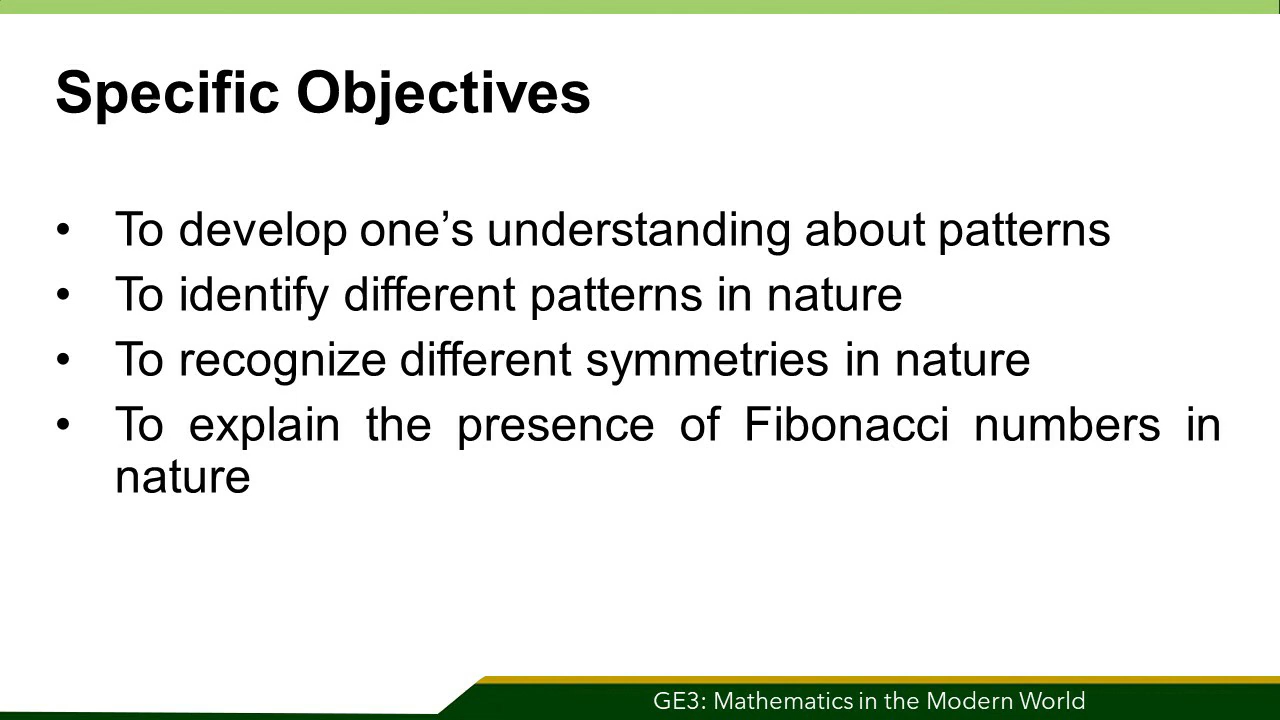 Specific Objectives
• To develop one’s understanding about patterns
• To identify different patterns in nature
• To recognize different symmetries in nature
• To explain the presence of Fibonacci numbers in
nature
GE3: Mathematics in the Modern World